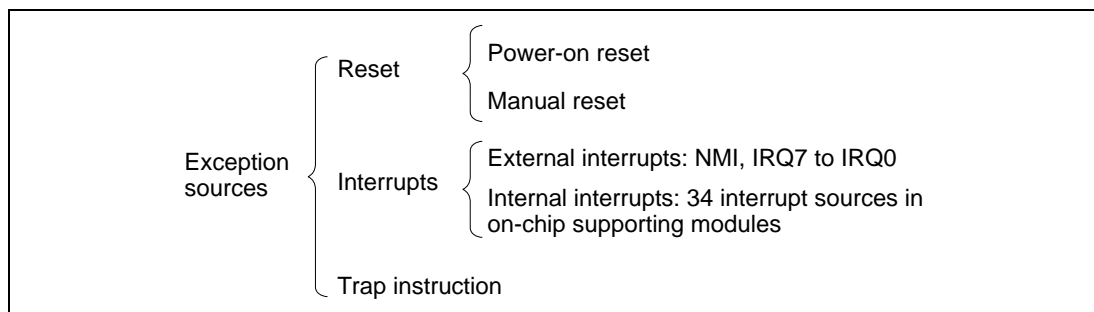 Exception
sources
Reset
Power-on reset
Manual reset
Interrupts
External interrupts: NMI, IRQ7 to IRQ0
Internal interrupts: 34 interrupt sources in
on-chip supporting modules
Trap instruction